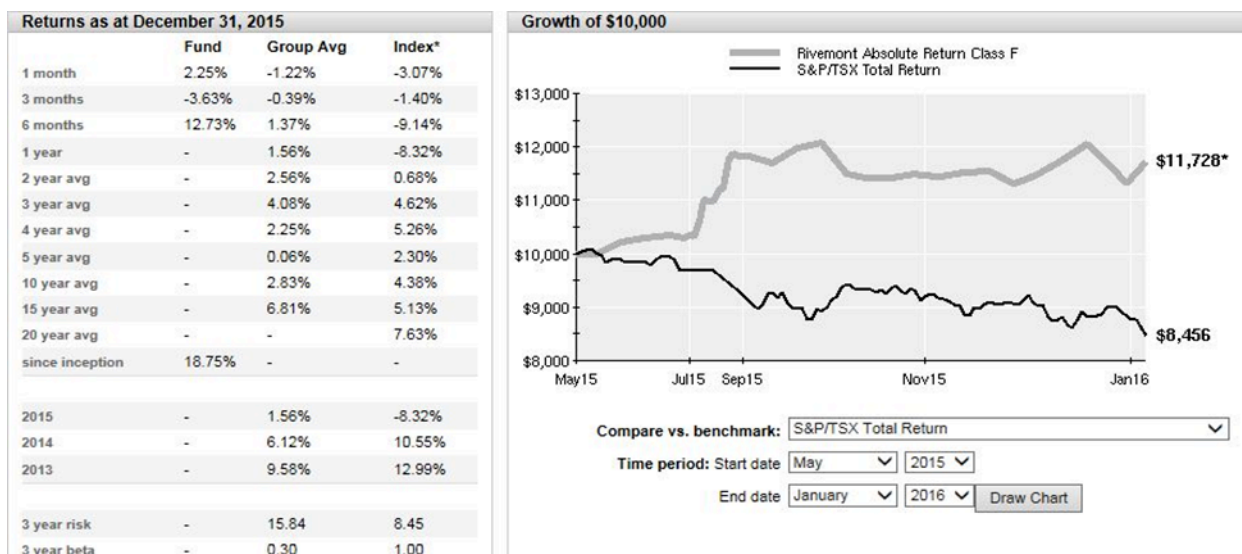 Returns as at December 31, 2015
Fund Group Avg Index*
1 month 2.25% -1.22% -3.07%
3 months -3.63% -0.39% -1.40%
6 months 12.73% 1.37% -9.14%
1 year - 1.56% -8.32%
2 year avg - 2.56% 0.68%
3 year avg - 4.08% 4.62%
4 year avg - 2.25% 5.26%
5 year avg - 0.06% 2.30%
10 year avg - 2.83% 4.38%
15 year avg - 6.81% 5.13%
20 year avg - - 7.63%
since inception 18.75% - -
2015 - 1.56% -8.32%
2014 - 6.12% 10.55%
2013 - 9.58% 12.99%
3 year risk - 15.84 8.45
3 year beta - 0.30 1.00
Growth of $10,000
Rivemont Absolute Return Class F
S&P/TSX Total Return
$13,000
$12,000
$11,000
$10,000
$9,000
$8,000
$11,728*
$8,456
May15 Jul15 Sep15 Nov15 Jan16
Compare vs. benchmark: S&P/TSX Total Return
Time period: Start date May 2015
End date January 2016 Draw Chart